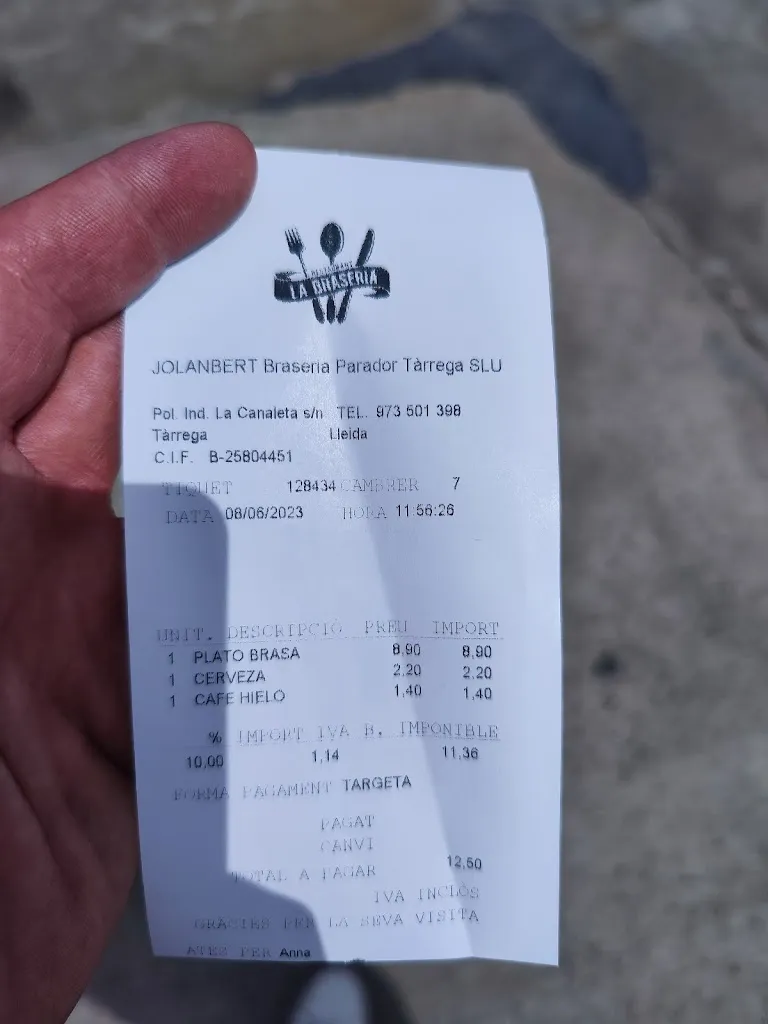 RESTAURANT
LA BRASERIA
JOLANBERT Braseria Parador Tàrrega SLU
Pol. Ind. La Canaleta s/n TEL. 973 501 398
Tàrrega Lleida
C.I.F. B-25804451
TIQUET 128434 CAMBRER 7
DATA 08/06/2023 HORA 11:56:26
UNIT. DESCRIPCIÓ PREU IMPORT
1 PLATO BRASA 8,90 8,90
1 CERVEZA 2,20 2,20
1 CAFE HIELO 1,40 1,40
% IMPORT IVA B. IMPONIBLE
10,00 1,14 11,36
FORMA PAGAMENT TARGETA
PAGAT
CANVI
TOTAL A PAGAR 12,50
IVA INCLÒS
GRÀCIES PER LA SEVA VISITA
ATES PER Anna